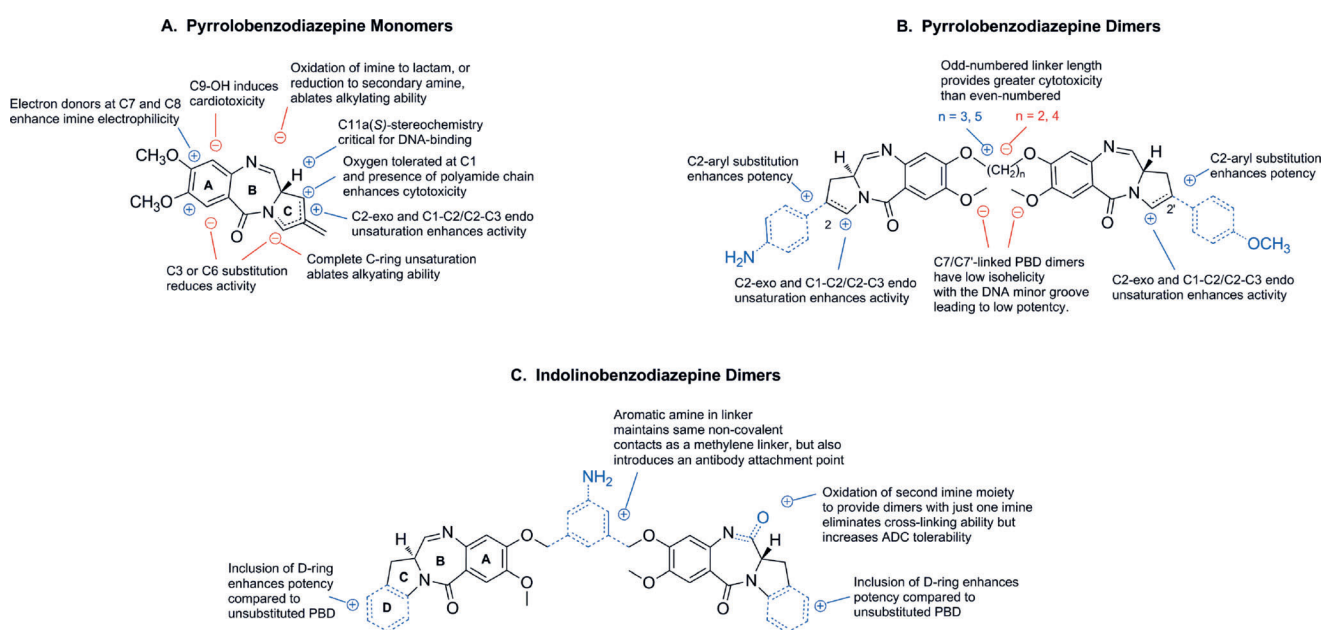 A. Pyrrolobenzodiazepine Monomers
C9-OH induces
cardiotoxicity
Oxidation of imine to lactam, or
reduction to secondary amine,
ablates alkylating ability
Electron donors at C7 and C8
enhance imine electrophilicity
C11a(S)-stereochemistry
critical for DNA-binding
Oxygen tolerated at C1
and presence of polyamide chain
enhances cytotoxicity
C2-exo and C1-C2/C2-C3 endo
unsaturation enhances activity
CH₃O
CH₃O
A
B
C
N
H
N
O
C3 or C6 substitution
reduces activity
Complete C-ring unsaturation
ablates alkyating ability
B. Pyrrolobenzodiazepine Dimers
Odd-numbered linker length
provides greater cytotoxicity
than even-numbered
n = 3, 5
n = 2, 4
C2-aryl substitution
enhances potency
C2-aryl substitution
enhances potency
H
N
O
(CH₂)n
O
N
H
N
O
O
N
2
O
O
2'
H₂N
OCH₃
C2-exo and C1-C2/C2-C3 endo
unsaturation enhances activity
C7/C7'-linked PBD dimers
have low isohelicity
with the DNA minor groove
leading to low potentcy.
C2-exo and C1-C2/C2-C3 endo
unsaturation enhances activity
C. Indolinobenzodiazepine Dimers
Aromatic amine in linker
maintains same non-covalent
contacts as a methylene linker, but also
introduces an antibody attachment point
NH₂
Oxidation of second imine moiety
to provide dimers with just one imine
eliminates cross-linking ability but
increases ADC tolerability
H
N
O
O
N
O
H
B
A
C
N
O
O
N
D
O
O
Inclusion of D-ring
enhances potency
compared to
unsubstituted PBD
Inclusion of D-ring enhances
potency compared to
unsubstituted PBD